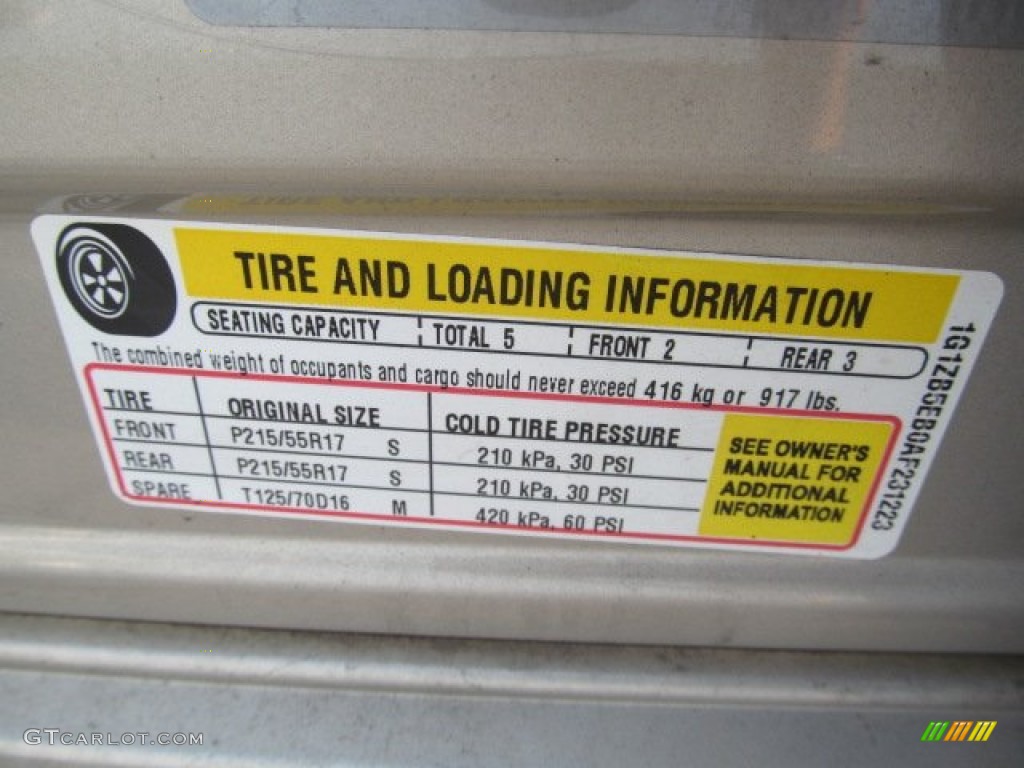 TIRE AND LOADING INFORMATION
SEATING CAPACITY TOTAL 5 FRONT 2 REAR 3
The combined weight of occupants and cargo should never exceed 416 kg or 917 lbs.
TIRE ORIGINAL SIZE COLD TIRE PRESSURE
FRONT P215/55R17 S 210 kPa, 30 PSI
REAR P215/55R17 S 210 kPa, 30 PSI
SPARE T125/70D16 M 420 kPa, 60 PSI
SEE OWNER'S
MANUAL FOR
ADDITIONAL
INFORMATION
1G1ZB5EB0AF231223
GTCARLOT.COM